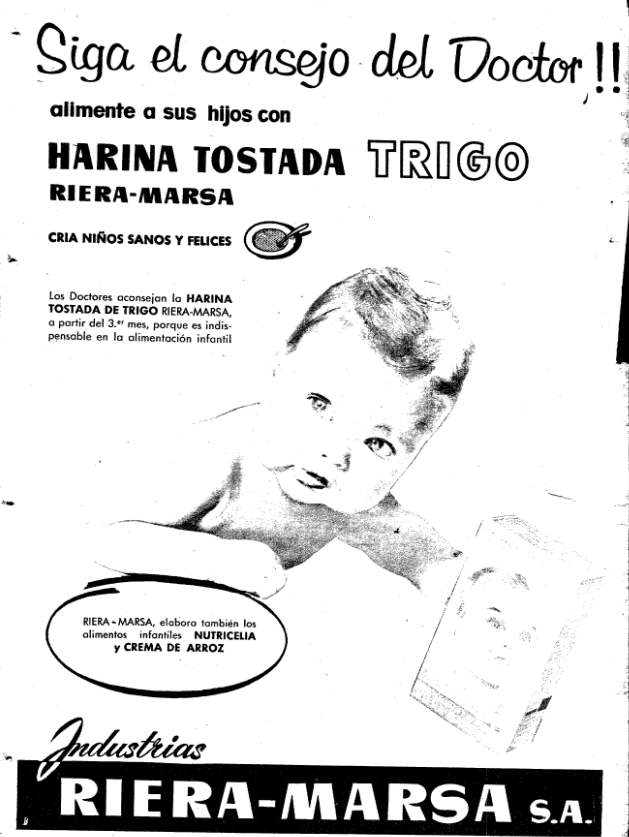 Siga el consejo del Doctor,!!
alimente a sus hijos con
HARINA TOSTADA TRIGO
RIERA-MARSA
CRIA NIÑOS SANOS Y FELICES
Los Doctores aconsejan la HARINA
TOSTADA DE TRIGO RIERA-MARSA,
a partir del 3.er mes, porque es indis-
pensable en la alimentación infantil
RIERA-MARSA, elabora también los
alimentos infantiles NUTRICELIA
y CREMA DE ARROZ
Industrias
RIERA-MARSA S.A.